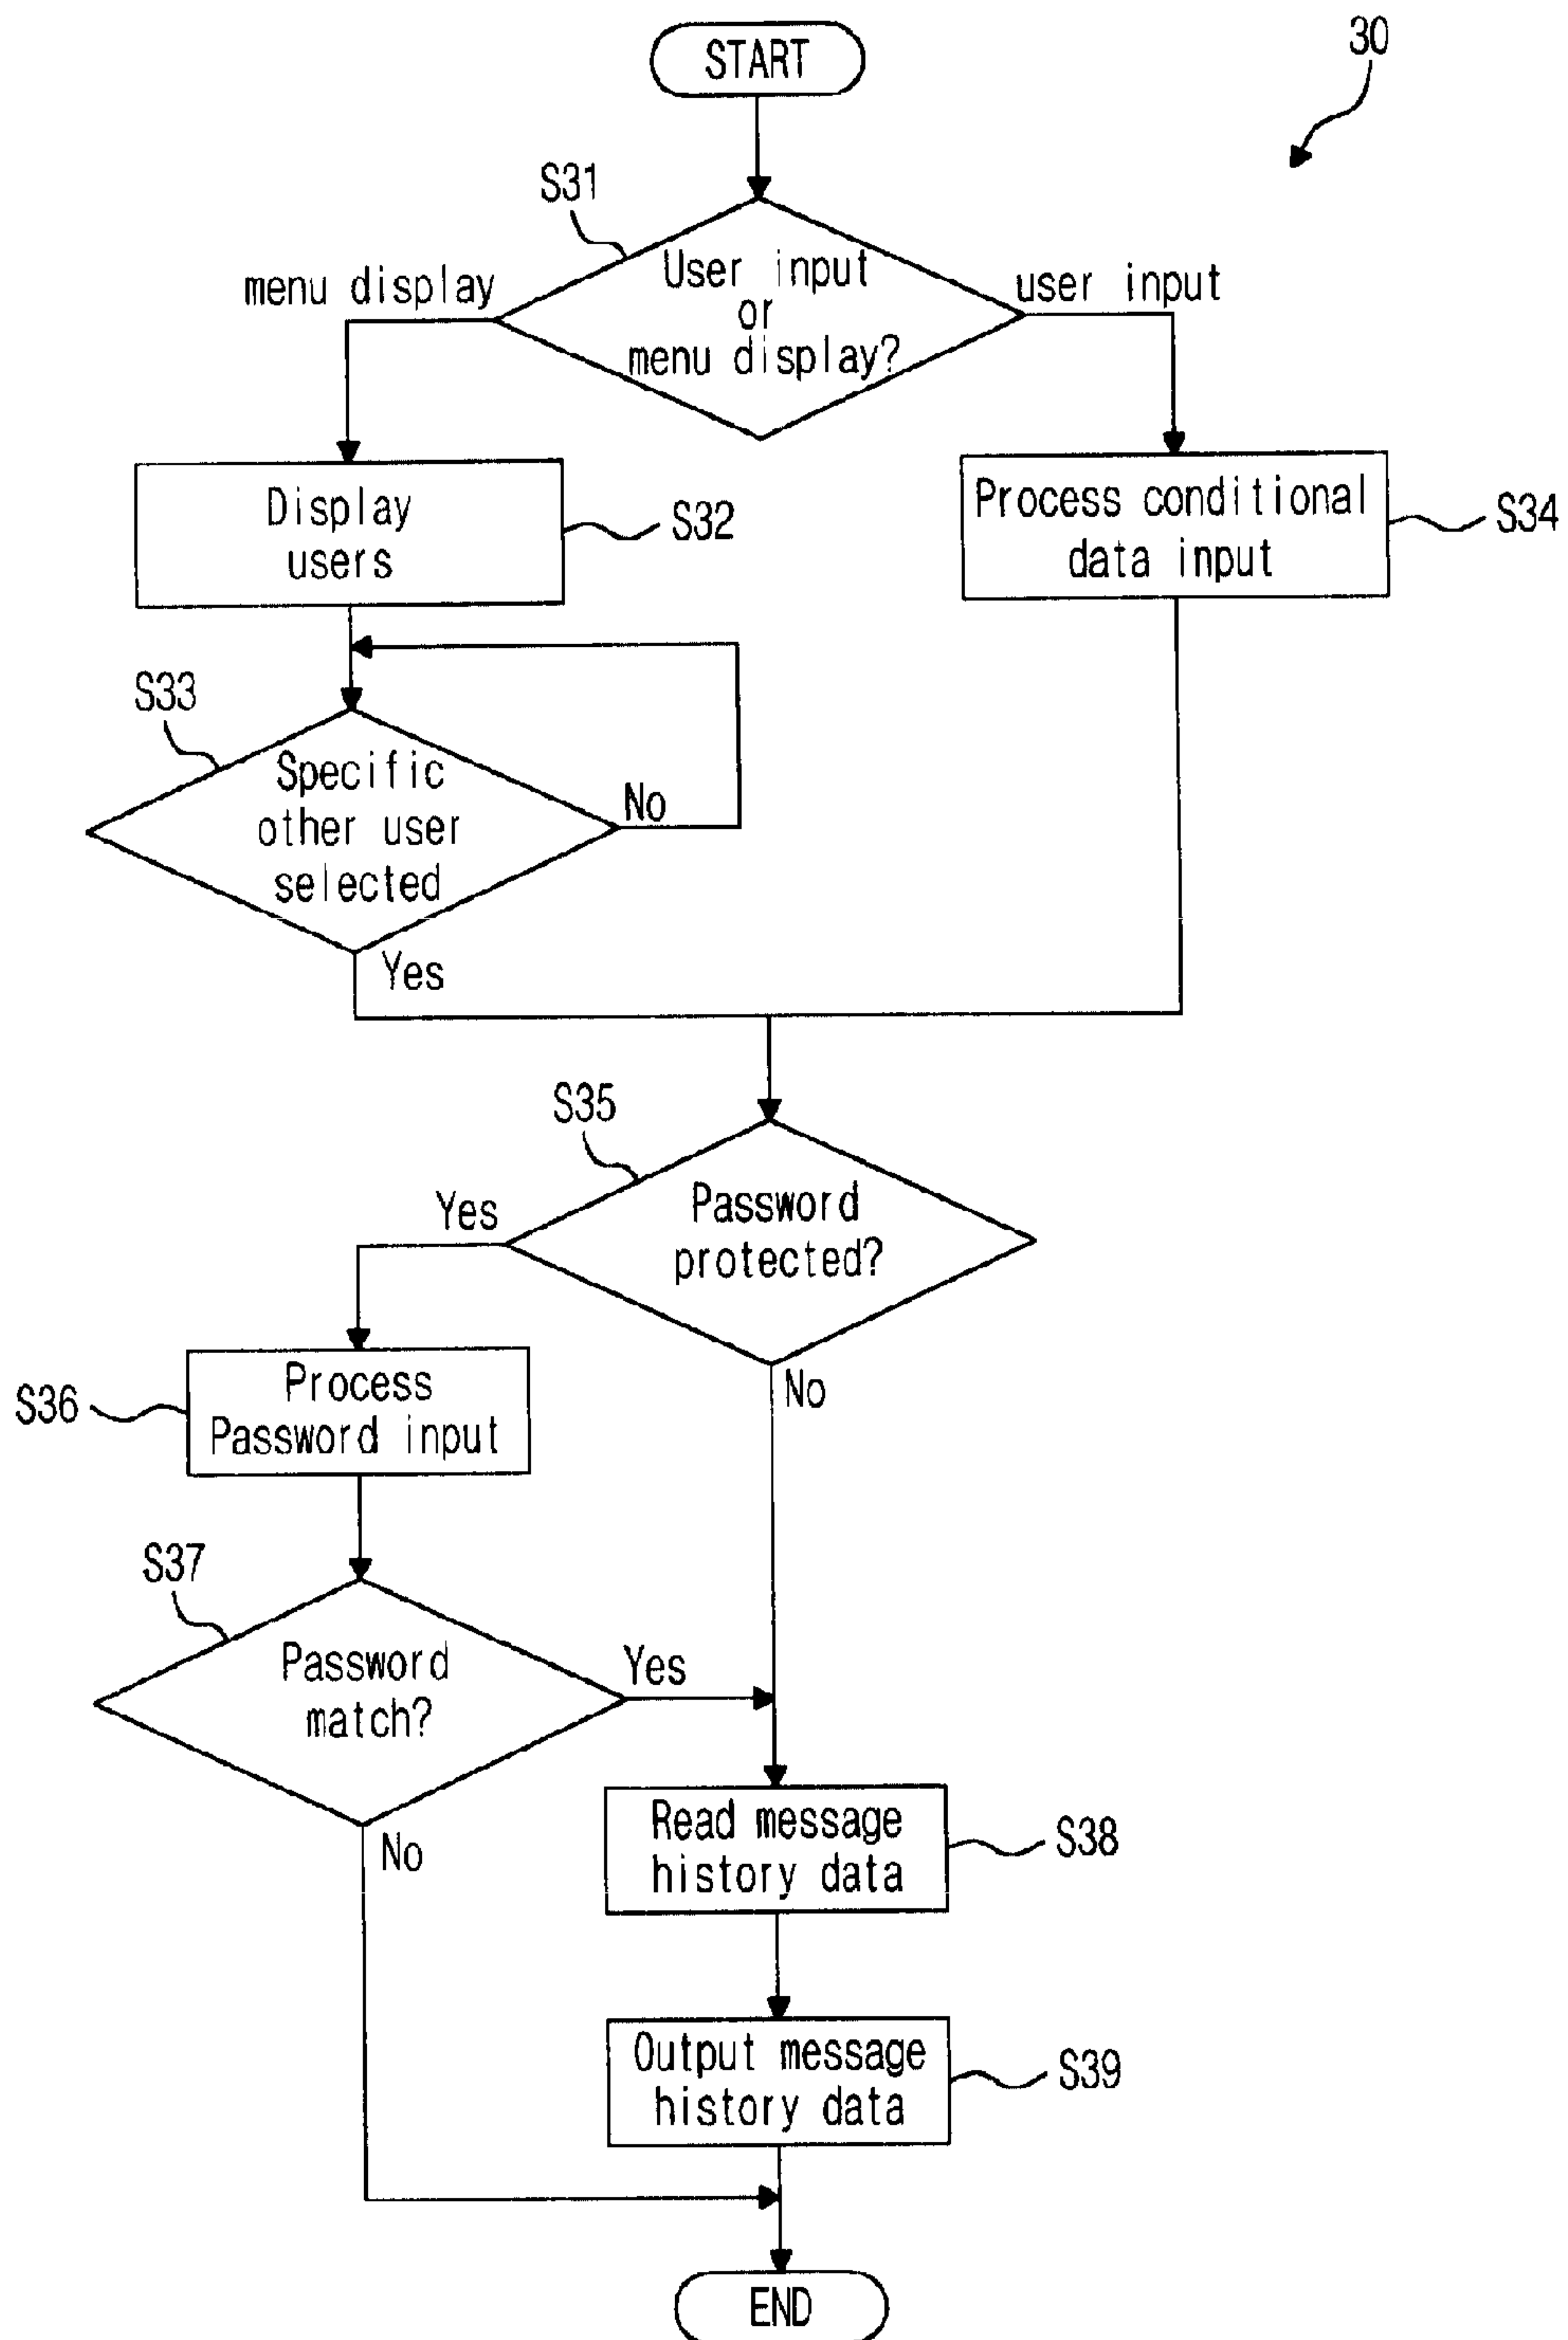 START
30
S31
User input
or
menu display?
menu display
user input
Display
users
S32
Process conditional
data input
S34
S33
Specific
other user
selected
No
Yes
S35
Password
protected?
Yes
No
S36
Process
Password input
S37
Password
match?
Yes
No
Read message
history data
S38
Output message
history data
S39
END